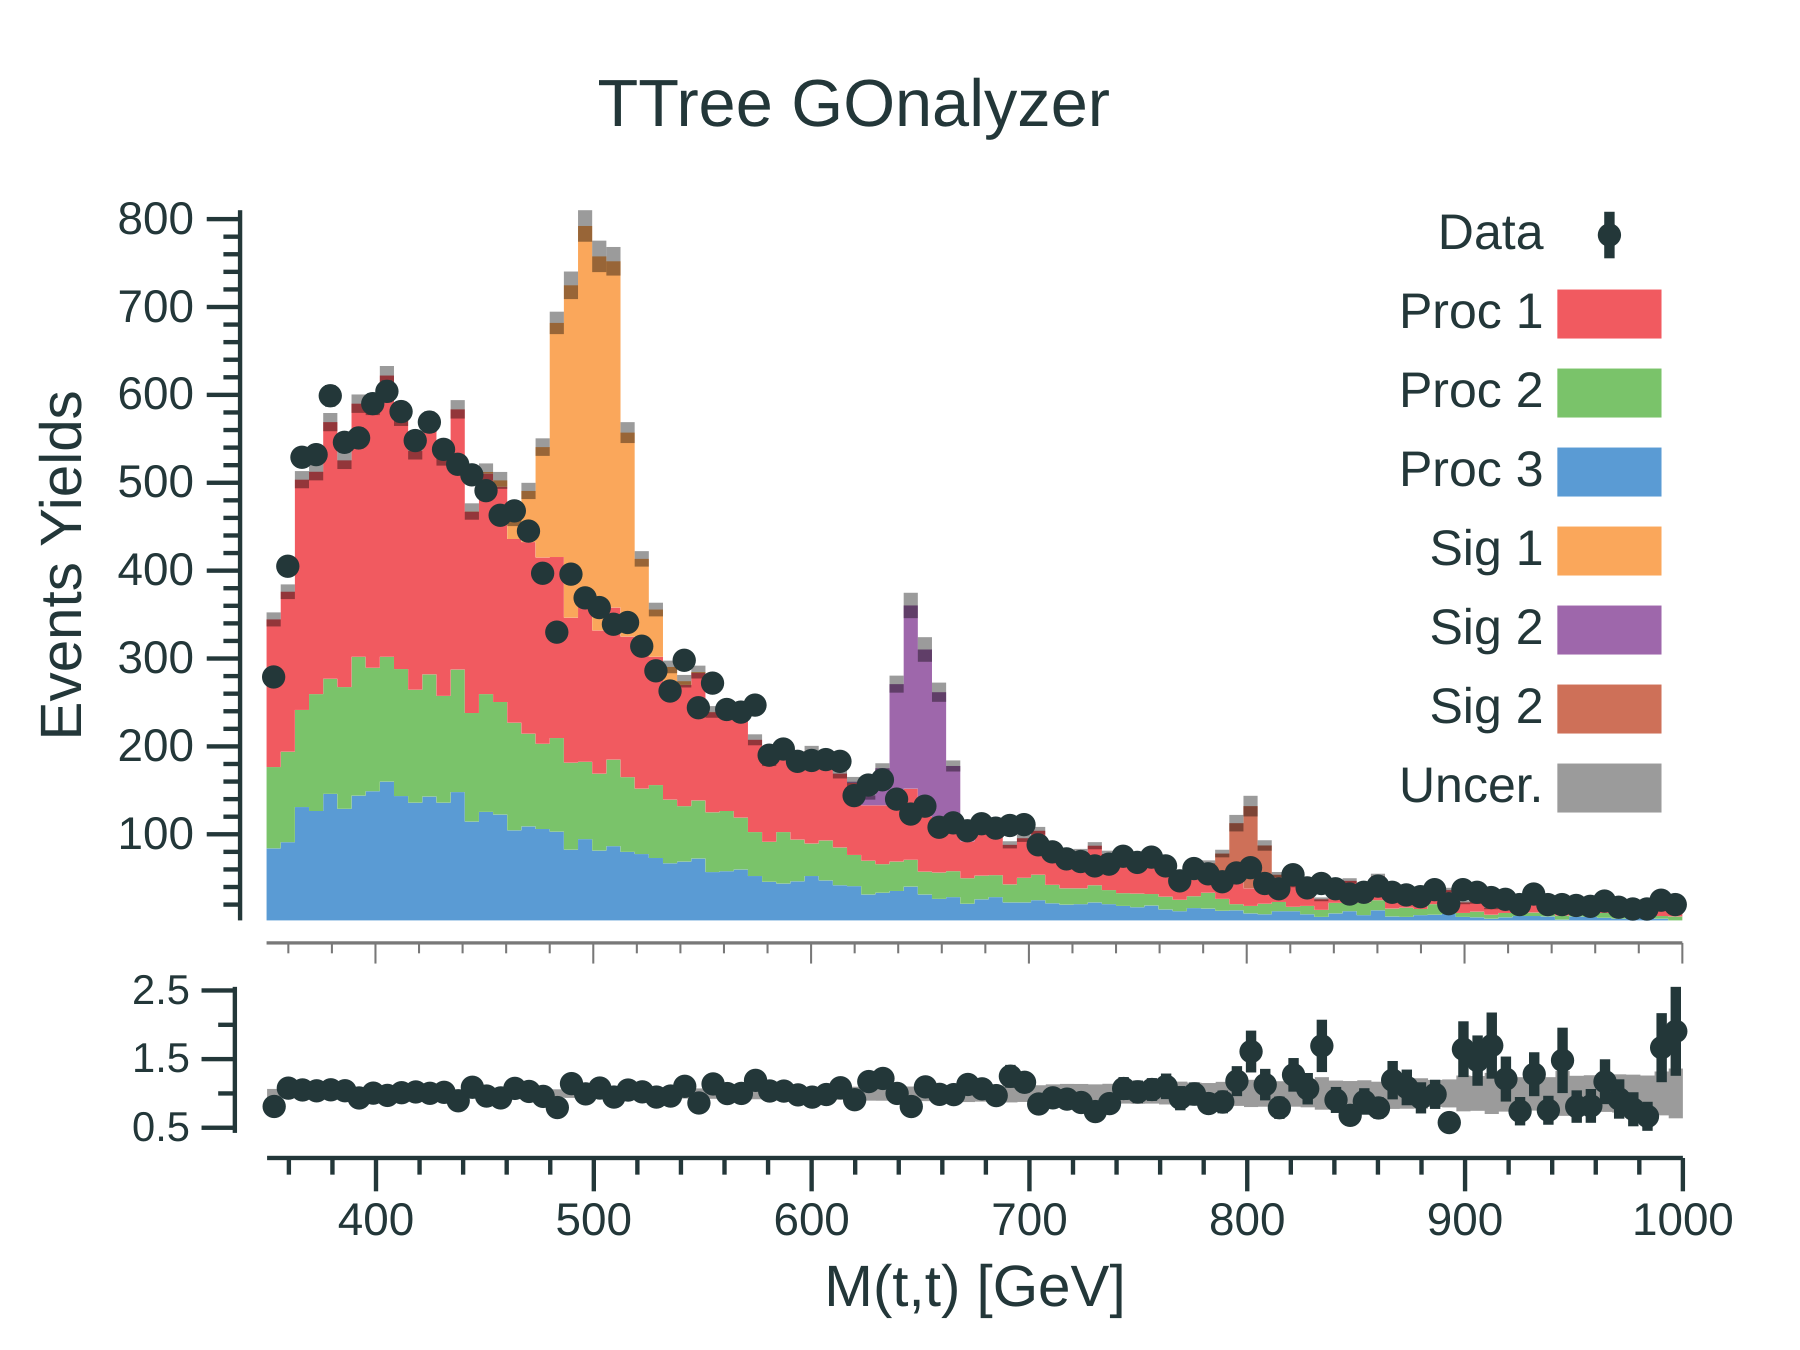 TTree GOnalyzer
Events Yields
800
700
600
500
400
300
200
100
Data
Proc 1
Proc 2
Proc 3
Sig 1
Sig 2
Sig 2
Uncer.
2.5
1.5
0.5
400 500 600 700 800 900 1000
M(t,t) [GeV]